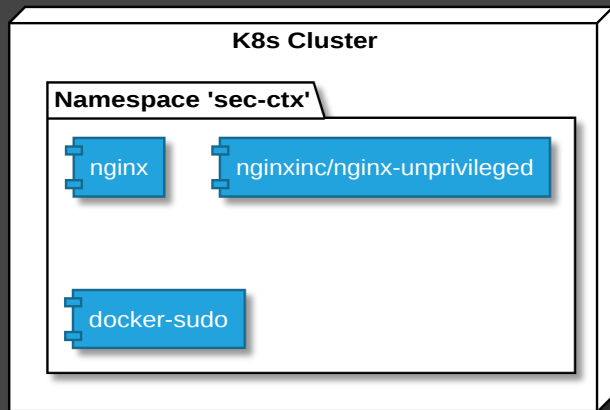 K8s Cluster
Namespace 'sec-ctx'
nginx
nginxinc/nginx-unprivileged
docker-sudo